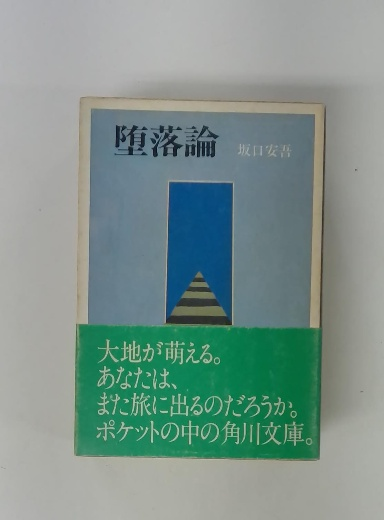 堕落論 坂口安吾
大地が萌える。
あなたは、
また旅に出るのだろうか。
ポケットの中の角川文庫。